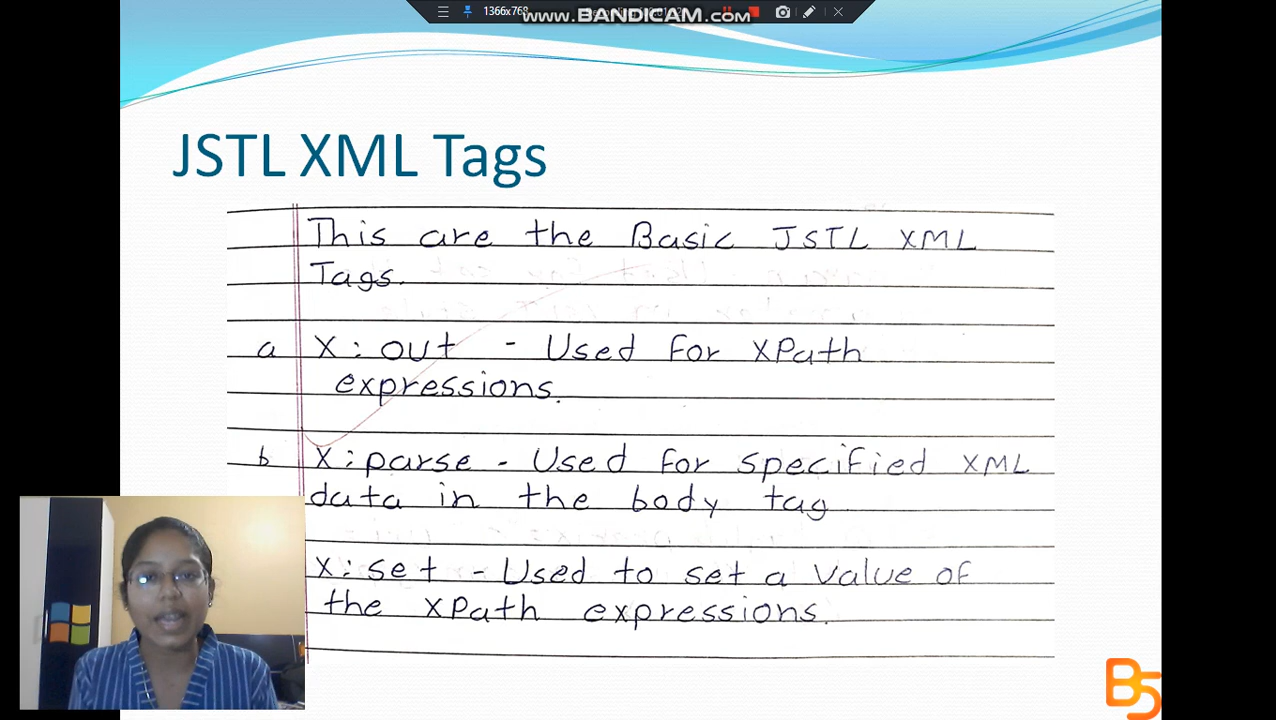 1366x768
www.BANDICAM.com
JSTL XML Tags
This are the Basic JSTL XML
Tags.
a X: out - Used for XPath
expressions.
b X: parse - Used for specified XML
data in the body tag
X: set - Used to set a value of
the XPath expressions.
B5